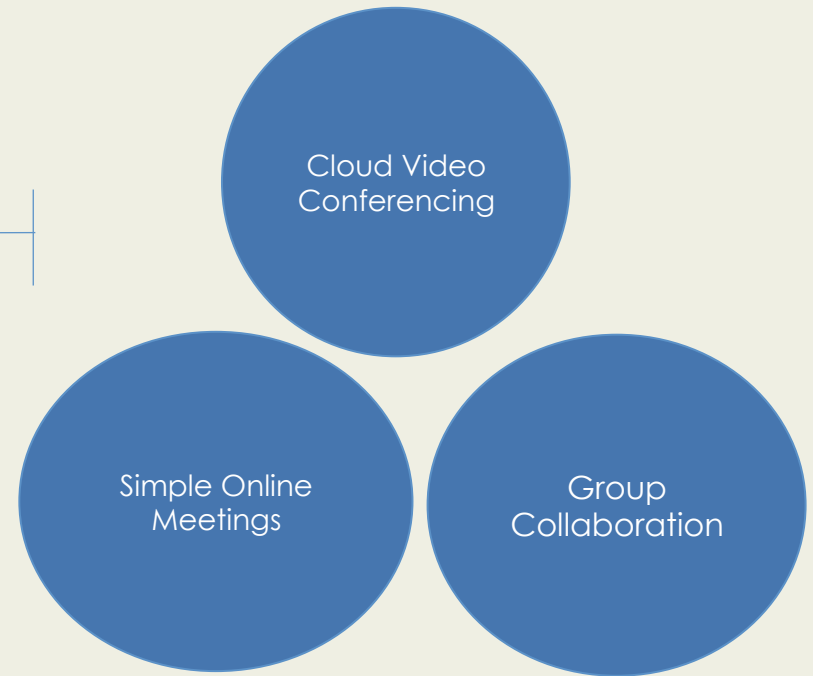 Cloud Video
Conferencing
Simple Online
Meetings
Group
Collaboration